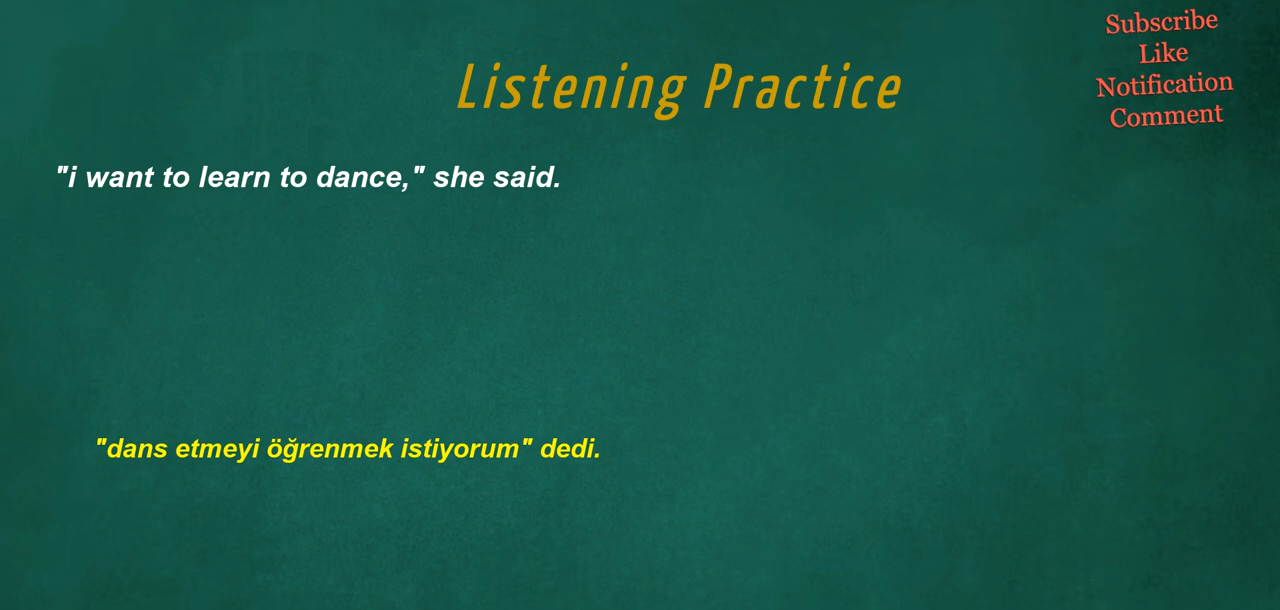 Subscribe
Like
Notification
Comment
Listening Practice
"i want to learn to dance," she said.
"dans etmeyi öğrenmek istiyorum" dedi.